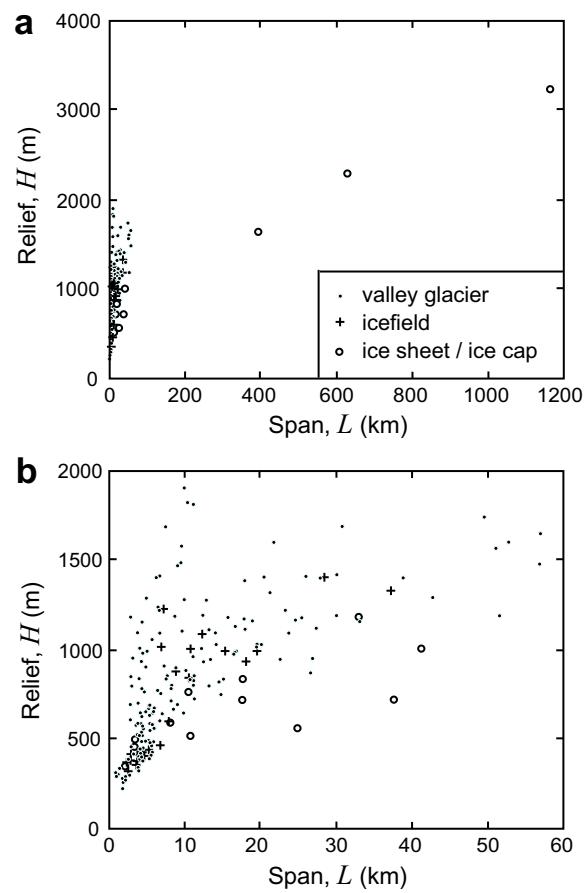 a
4000
3000
2000
1000
0
Relief, H (m)
valley glacier
icefield
ice sheet / ice cap
0 200 400 600 800 1000 1200
Span, L (km)
b
2000
1500
1000
500
0
Relief, H (m)
0 10 20 30 40 50 60
Span, L (km)